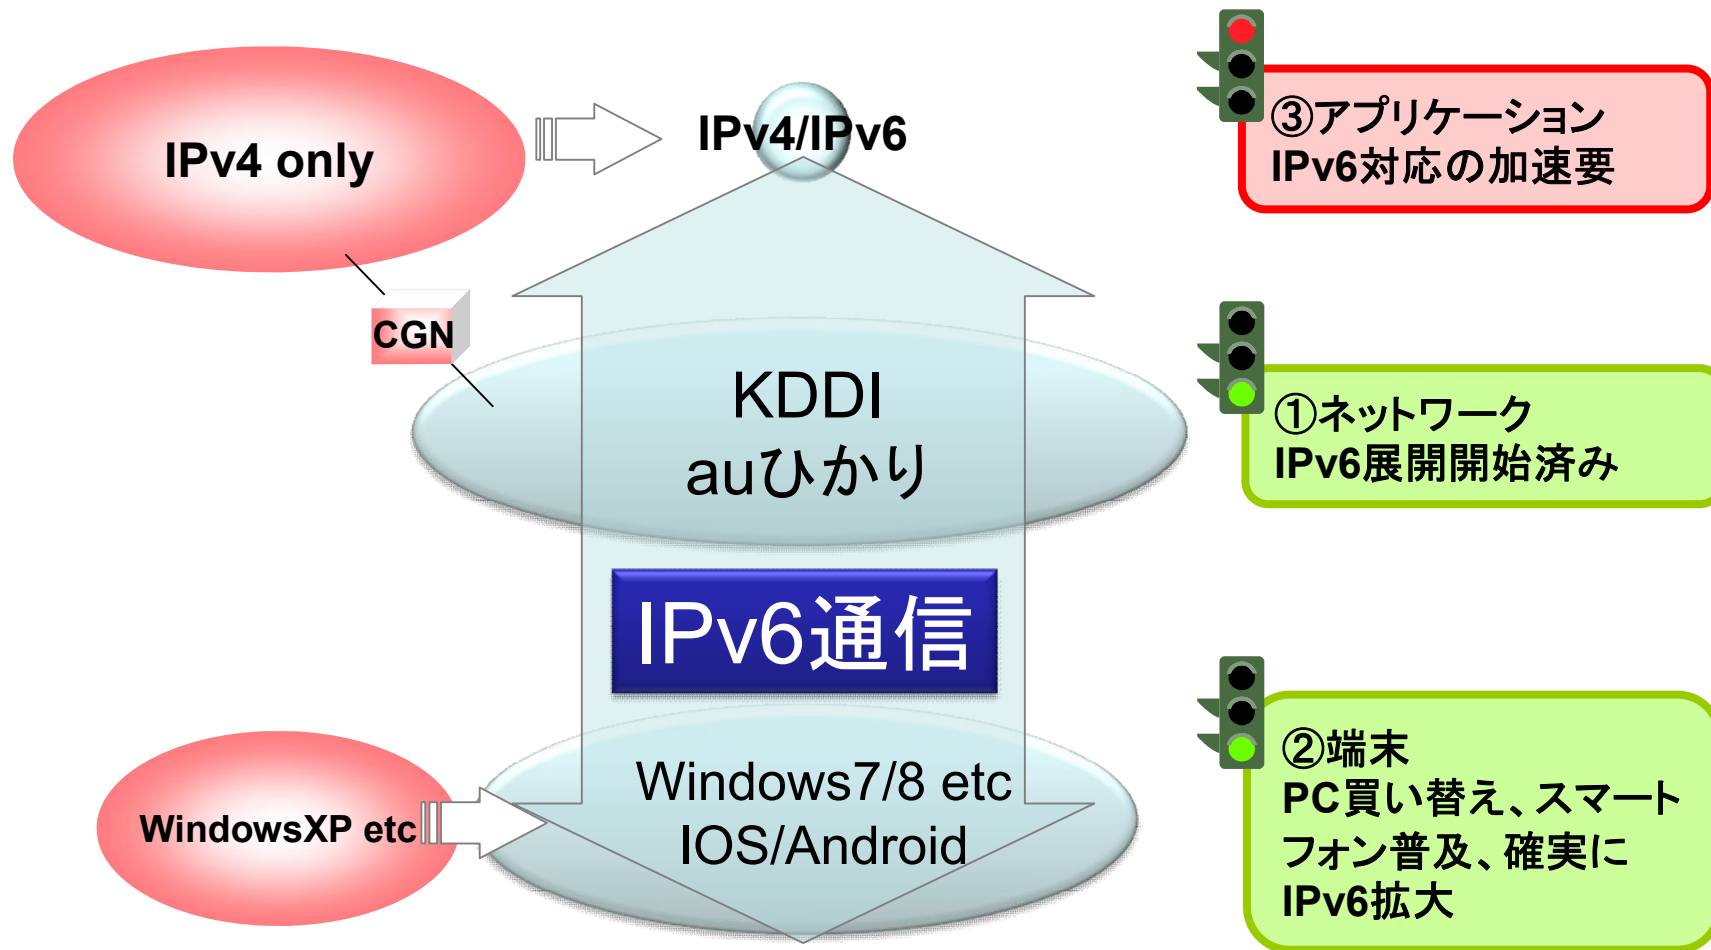 IPv4 only
IPv4/IPv6
③アプリケーション
IPv6対応の加速要
CGN
KDDI
auひかり
①ネットワーク
IPv6展開開始済み
IPv6通信
WindowsXP etc
Windows7/8 etc
IOS/Android
②端末
PC買い替え、スマート
フォン普及、確実に
IPv6拡大